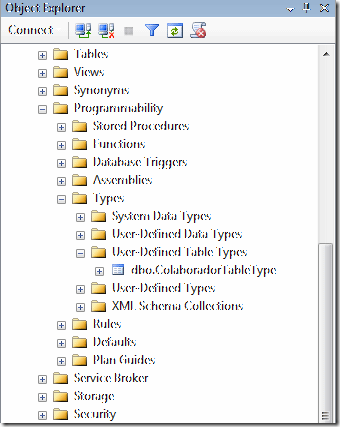 Object Explorer
Connect
Tables
Views
Synonyms
Programmability
Stored Procedures
Functions
Database Triggers
Assemblies
Types
System Data Types
User-Defined Data Types
User-Defined Table Types
dbo.ColaboradorTableType
User-Defined Types
XML Schema Collections
Rules
Defaults
Plan Guides
Service Broker
Storage
Security